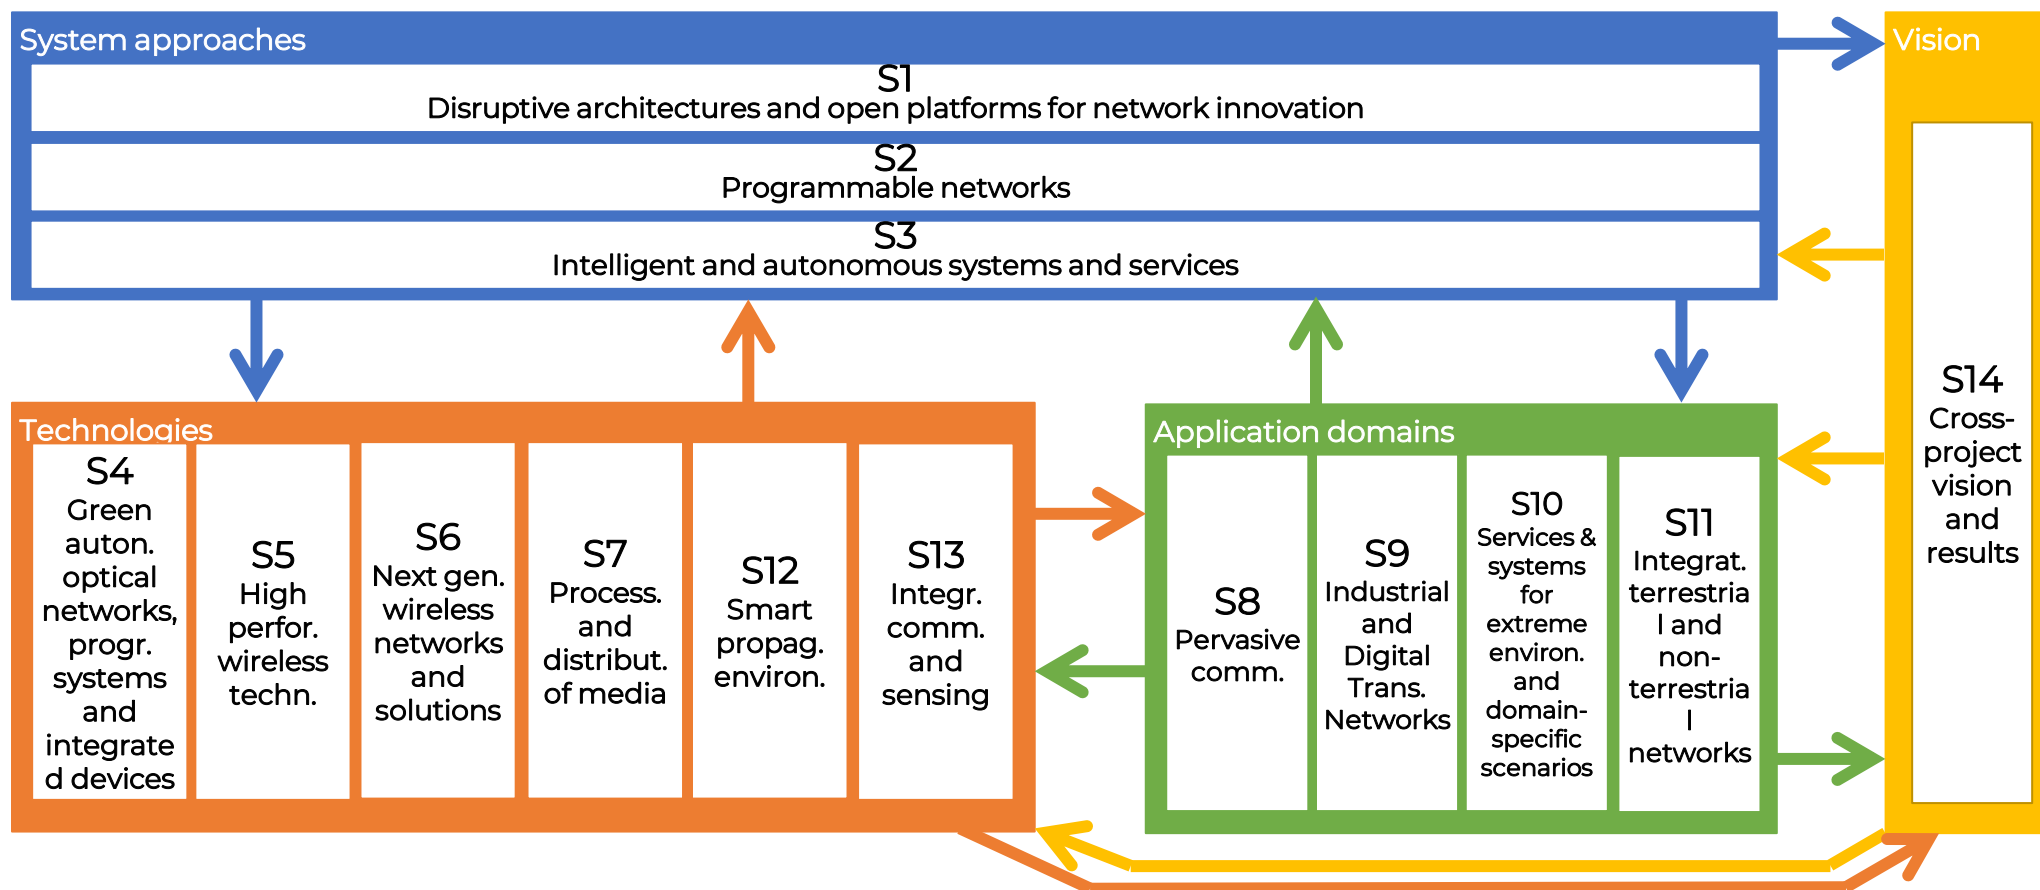 System approaches
S1
Disruptive architectures and open platforms for network innovation
S2
Programmable networks
S3
Intelligent and autonomous systems and services
Vision
S14
Cross-
project
vision
and
results
Technologies
S4
Green
auton.
optical
networks,
progr.
systems
and
integrate
d devices
S5
High
perfor.
wireless
techn.
S6
Next gen.
wireless
networks
and
solutions
S7
Process.
and
distribut.
of media
S12
Smart
propag.
environ.
S13
Integr.
comm.
and
sensing
Application domains
S8
Pervasive
comm.
S9
Industrial
and
Digital
Trans.
Networks
S10
Services &
systems
for
extreme
environ.
and
domain-
specific
scenarios
S11
Integrat.
terrestria
l and
non-
terrestria
l
networks